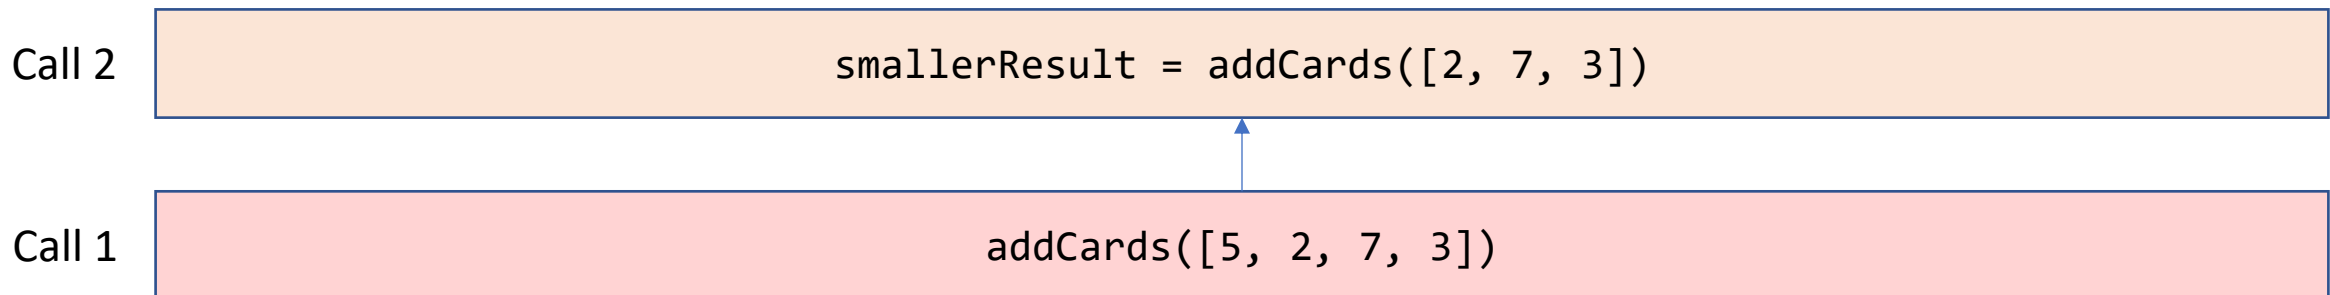 Call 2
smallerResult = addCards([2, 7, 3])
Call 1
addCards([5, 2, 7, 3])